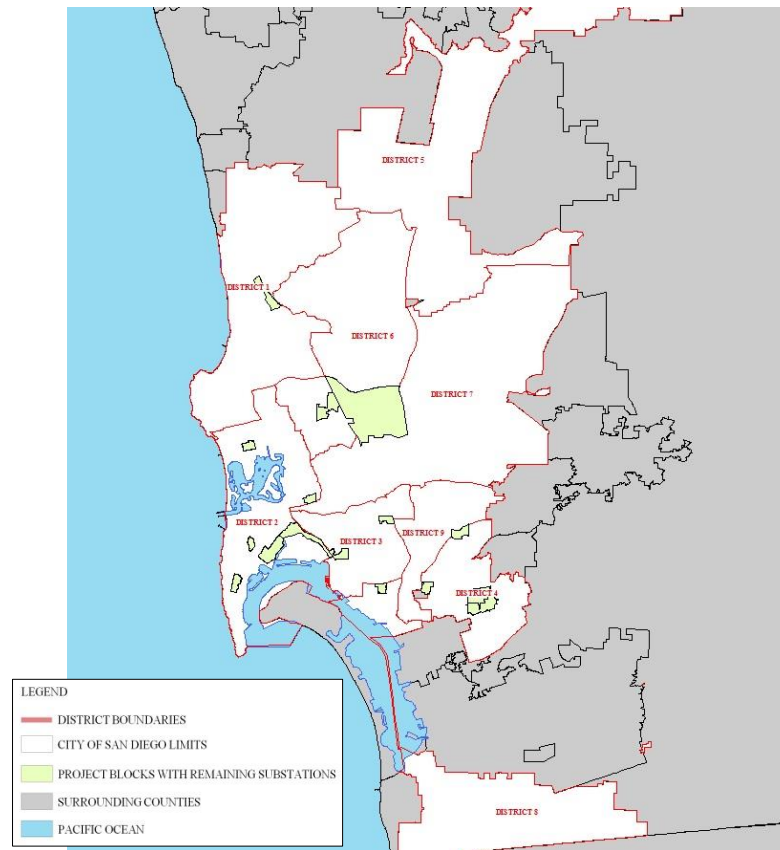 DISTRICT 5
DISTRICT 1
DISTRICT 6
DISTRICT 7
DISTRICT 2
DISTRICT 3
DISTRICT 9
DISTRICT 4
LEGEND
DISTRICT BOUNDARIES
CITY OF SAN DIEGO LIMITS
PROJECT BLOCKS WITH REMAINING SUBSTATIONS
SURROUNDING COUNTIES
PACIFIC OCEAN
DISTRICT 8